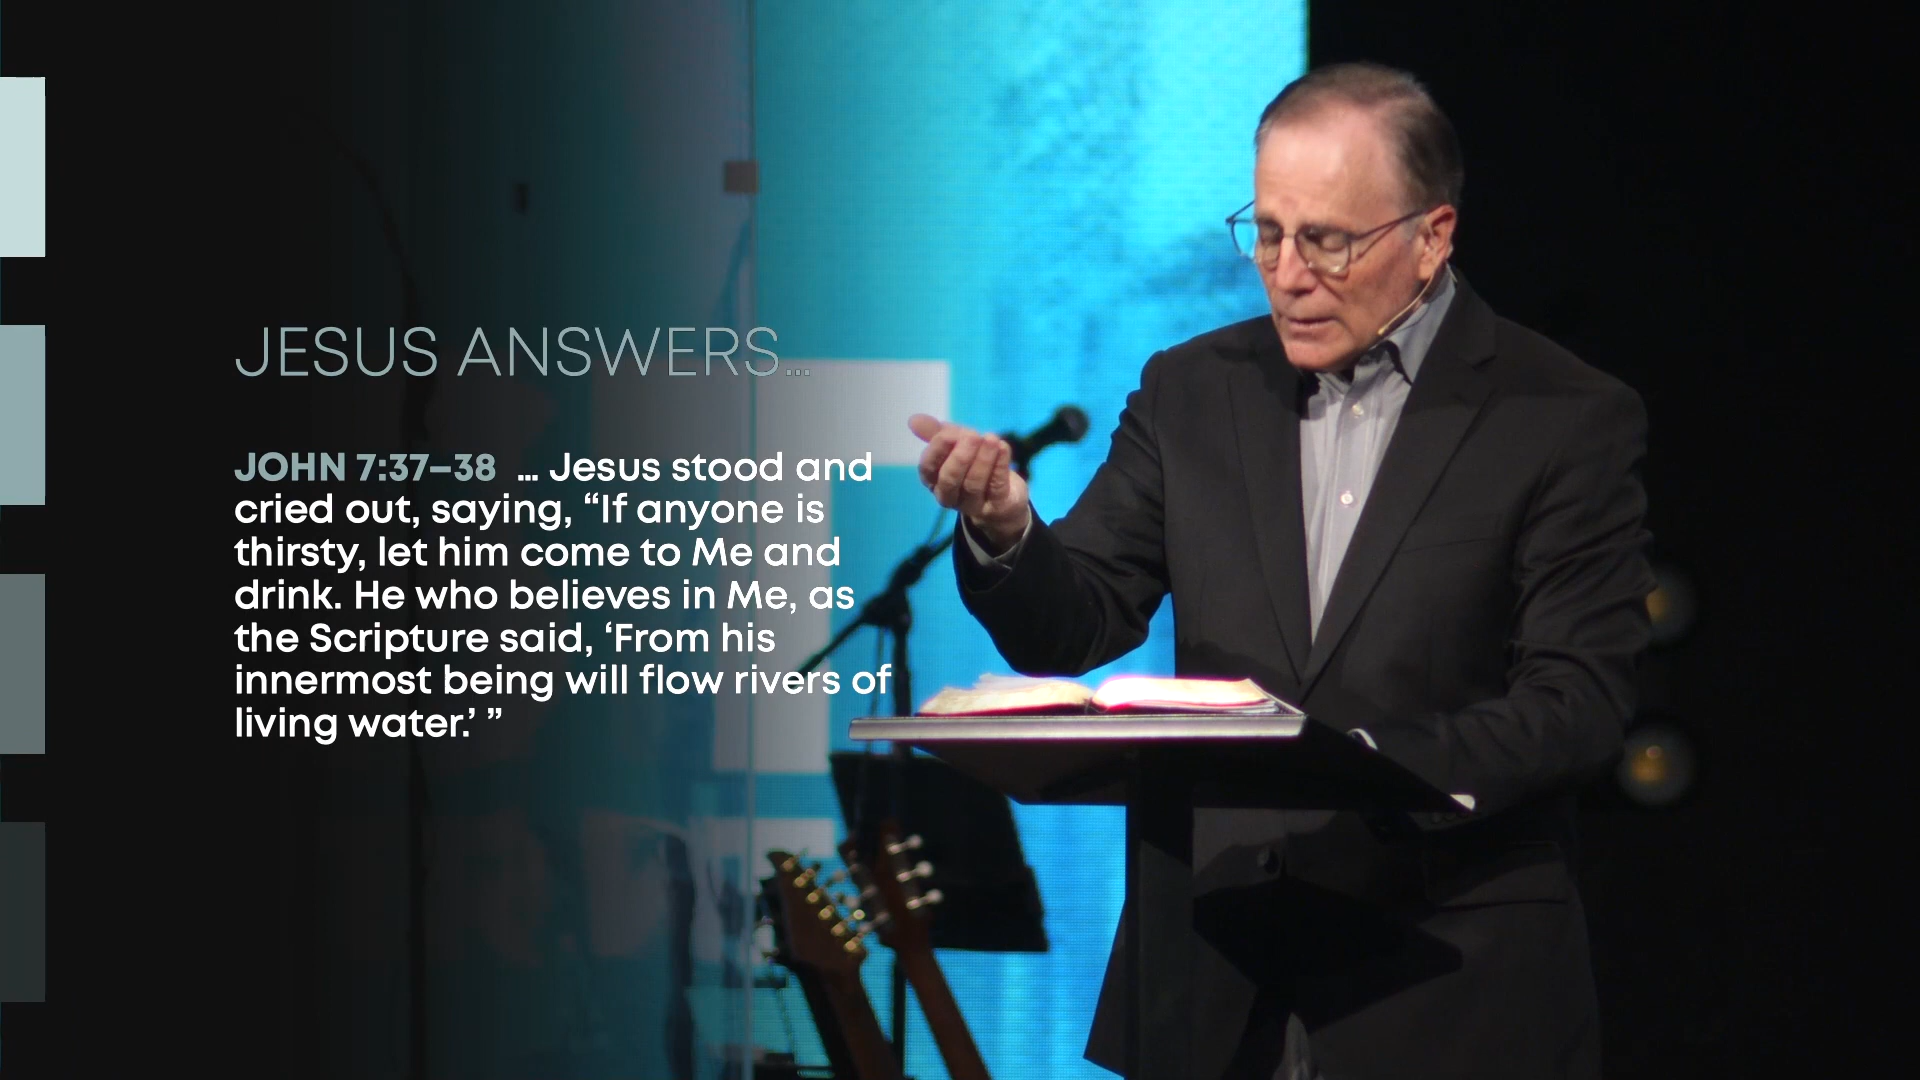 JESUS ANSWERS...
JOHN 7:37–38 ... Jesus stood and
cried out, saying, “If anyone is
thirsty, let him come to Me and
drink. He who believes in Me, as
the Scripture said, ‘From his
innermost being will flow rivers of
living water.’ ”